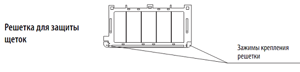 Решетка для защиты
щеток
Зажимы крепления
решетки